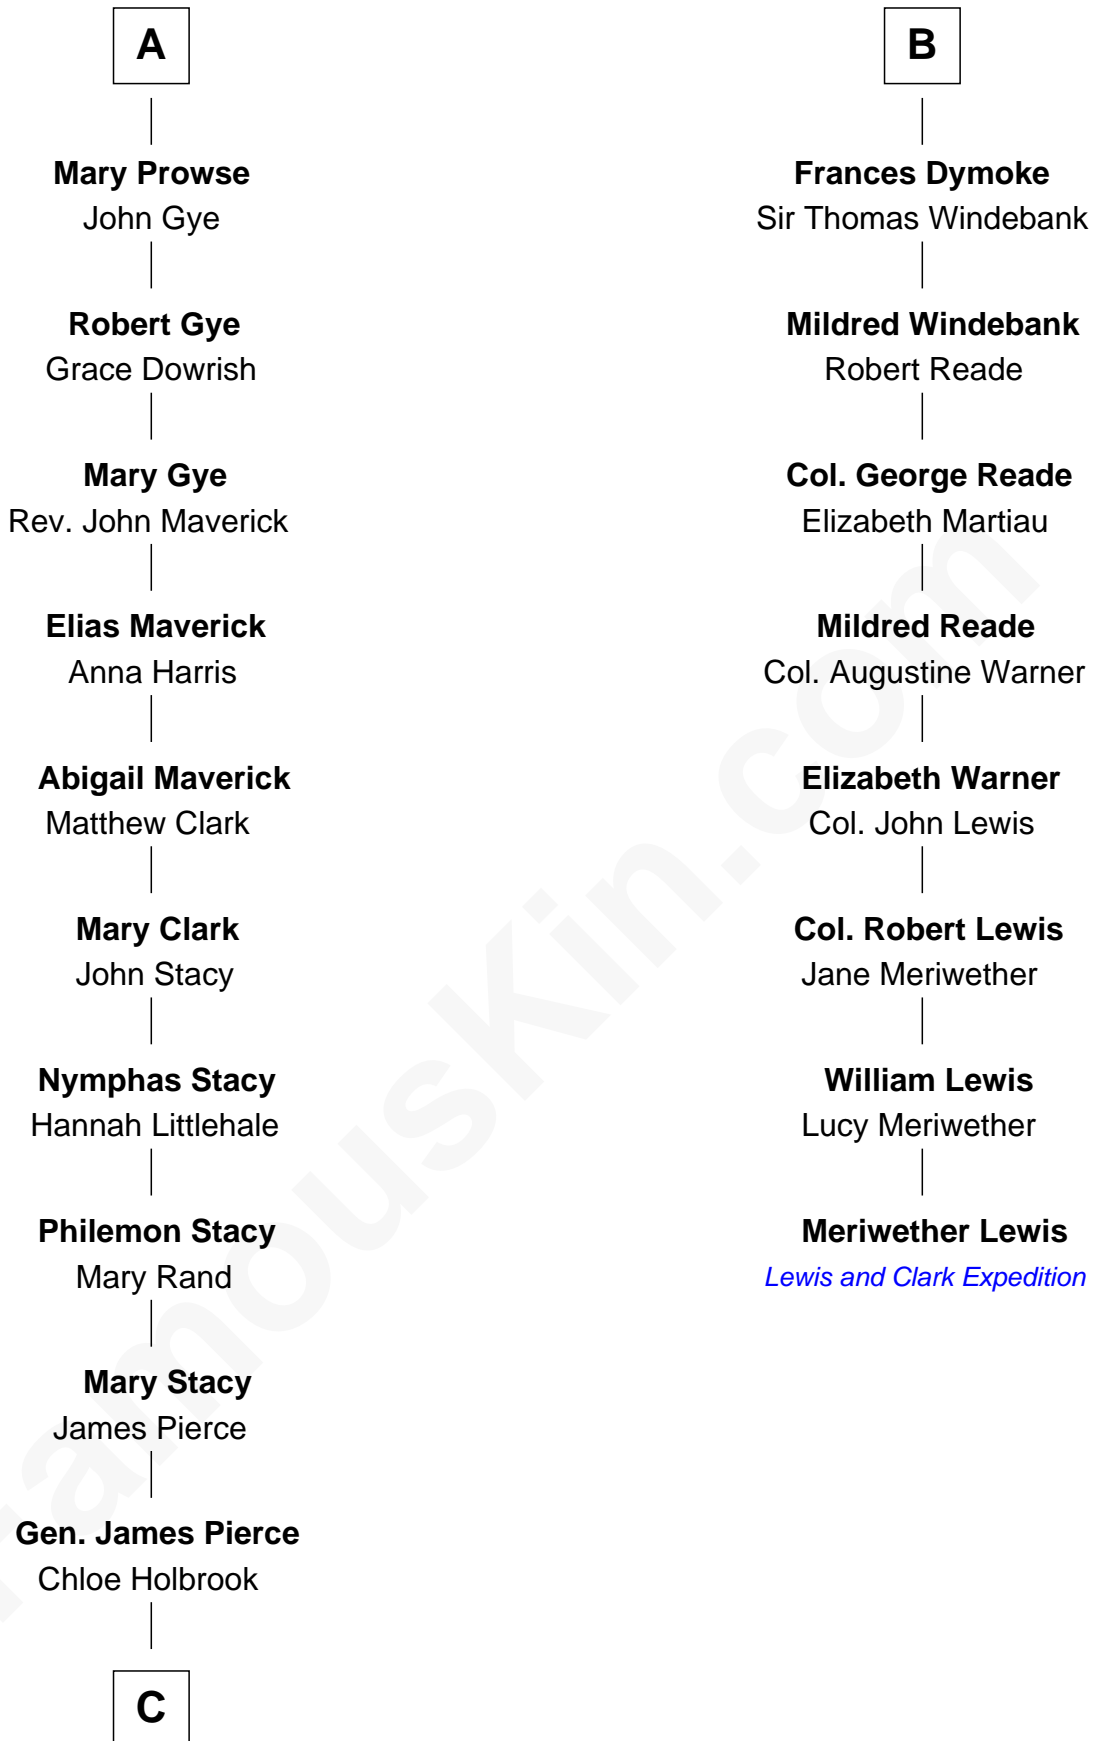 A
Mary Prowse
John Gye
Robert Gye
Grace Dowrish
Mary Gye
Rev. John Maverick
Elias Maverick
Anna Harris
Abigail Maverick
Matthew Clark
Mary Clark
John Stacy
Nymphas Stacy
Hannah Littlehale
Philemon Stacy
Mary Rand
Mary Stacy
James Pierce
Gen. James Pierce
Chloe Holbrook
C
B
Frances Dymoke
Sir Thomas Windebank
Mildred Windebank
Robert Reade
Col. George Reade
Elizabeth Martiau
Mildred Reade
Col. Augustine Warner
Elizabeth Warner
Col. John Lewis
Col. Robert Lewis
Jane Meriwether
William Lewis
Lucy Meriwether
Meriwether Lewis
Lewis and Clark Expedition
FamousKin.com